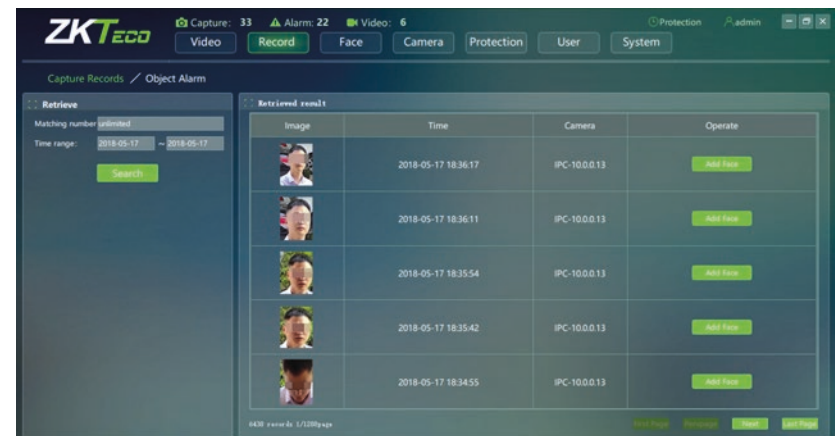 ZKTeco Capture: 33 Alarm: 22 Video: 6 Protection admin
Video Record Face Camera Protection User System
Capture Records / Object Alarm
Retrieve
Matching number unlimited
Time range: 2018-05-17 ~ 2018-05-17
Search
Retrieved result
Image Time Camera Operate
2018-05-17 18:36:17 IPC-10.0.0.13 Add Face
2018-05-17 18:36:11 IPC-10.0.0.13 Add Face
2018-05-17 18:35:54 IPC-10.0.0.13 Add Face
2018-05-17 18:35:42 IPC-10.0.0.13 Add Face
2018-05-17 18:34:55 IPC-10.0.0.13 Add Face
records First Page Next Last Page